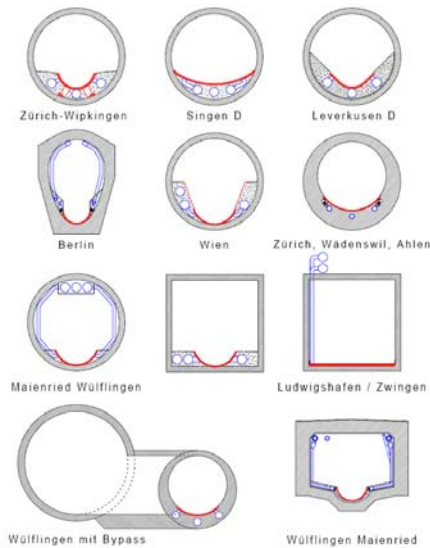 Zürich-Wipkingen
Singen D
Leverkusen D
Berlin
Wien
Zürich, Wädenswil, Ahlen
Maienried Wülflingen
Ludwigshafen / Zwingen
Wülflingen mit Bypass
Wülflingen Maienried